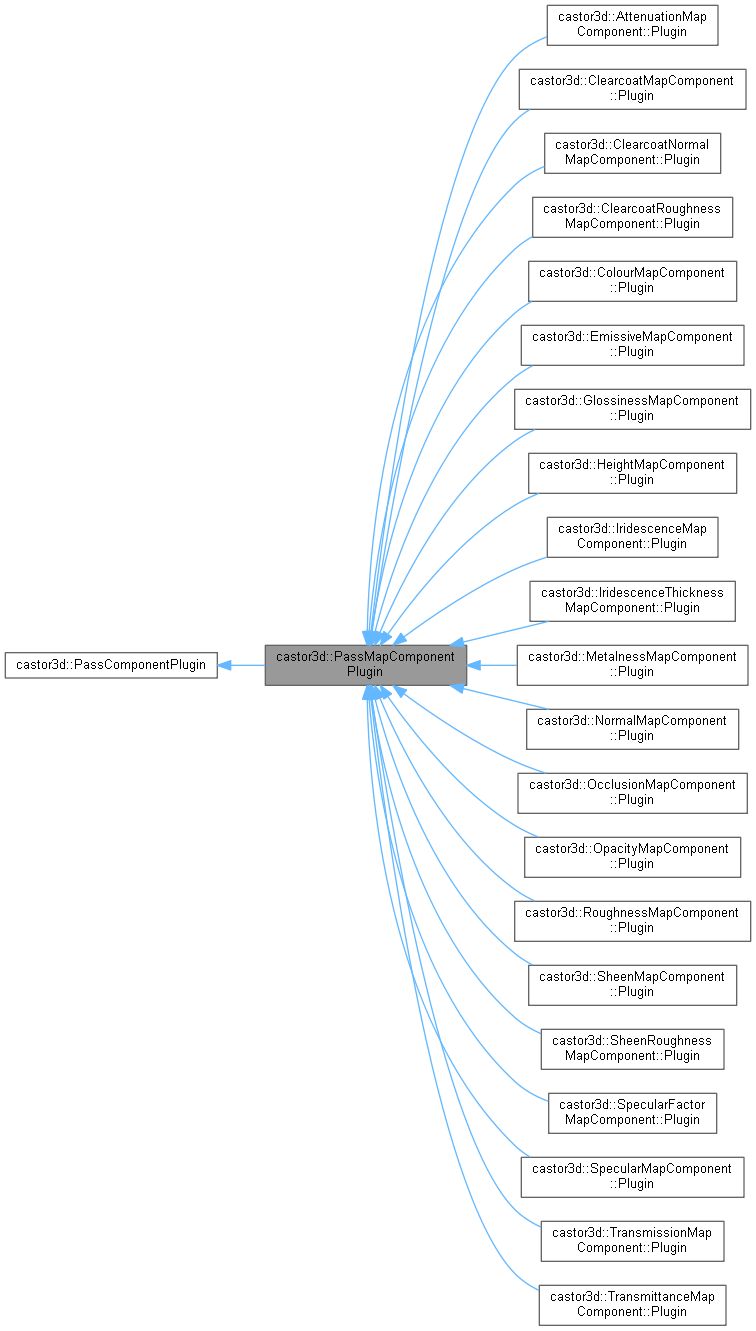 castor3d::AttenuationMap
Component::Plugin
castor3d::ClearcoatMapComponent
::Plugin
castor3d::ClearcoatNormal
MapComponent::Plugin
castor3d::ClearcoatRoughness
MapComponent::Plugin
castor3d::ColourMapComponent
::Plugin
castor3d::EmissiveMapComponent
::Plugin
castor3d::GlossinessMapComponent
::Plugin
castor3d::HeightMapComponent
::Plugin
castor3d::IridescenceMap
Component::Plugin
castor3d::IridescenceThickness
MapComponent::Plugin
castor3d::PassComponentPlugin
castor3d::PassMapComponent
Plugin
castor3d::MetalnessMapComponent
::Plugin
castor3d::NormalMapComponent
::Plugin
castor3d::OcclusionMapComponent
::Plugin
castor3d::OpacityMapComponent
::Plugin
castor3d::RoughnessMapComponent
::Plugin
castor3d::SheenMapComponent
::Plugin
castor3d::SheenRoughness
MapComponent::Plugin
castor3d::SpecularFactor
MapComponent::Plugin
castor3d::SpecularMapComponent
::Plugin
castor3d::TransmissionMap
Component::Plugin
castor3d::TransmittanceMap
Component::Plugin